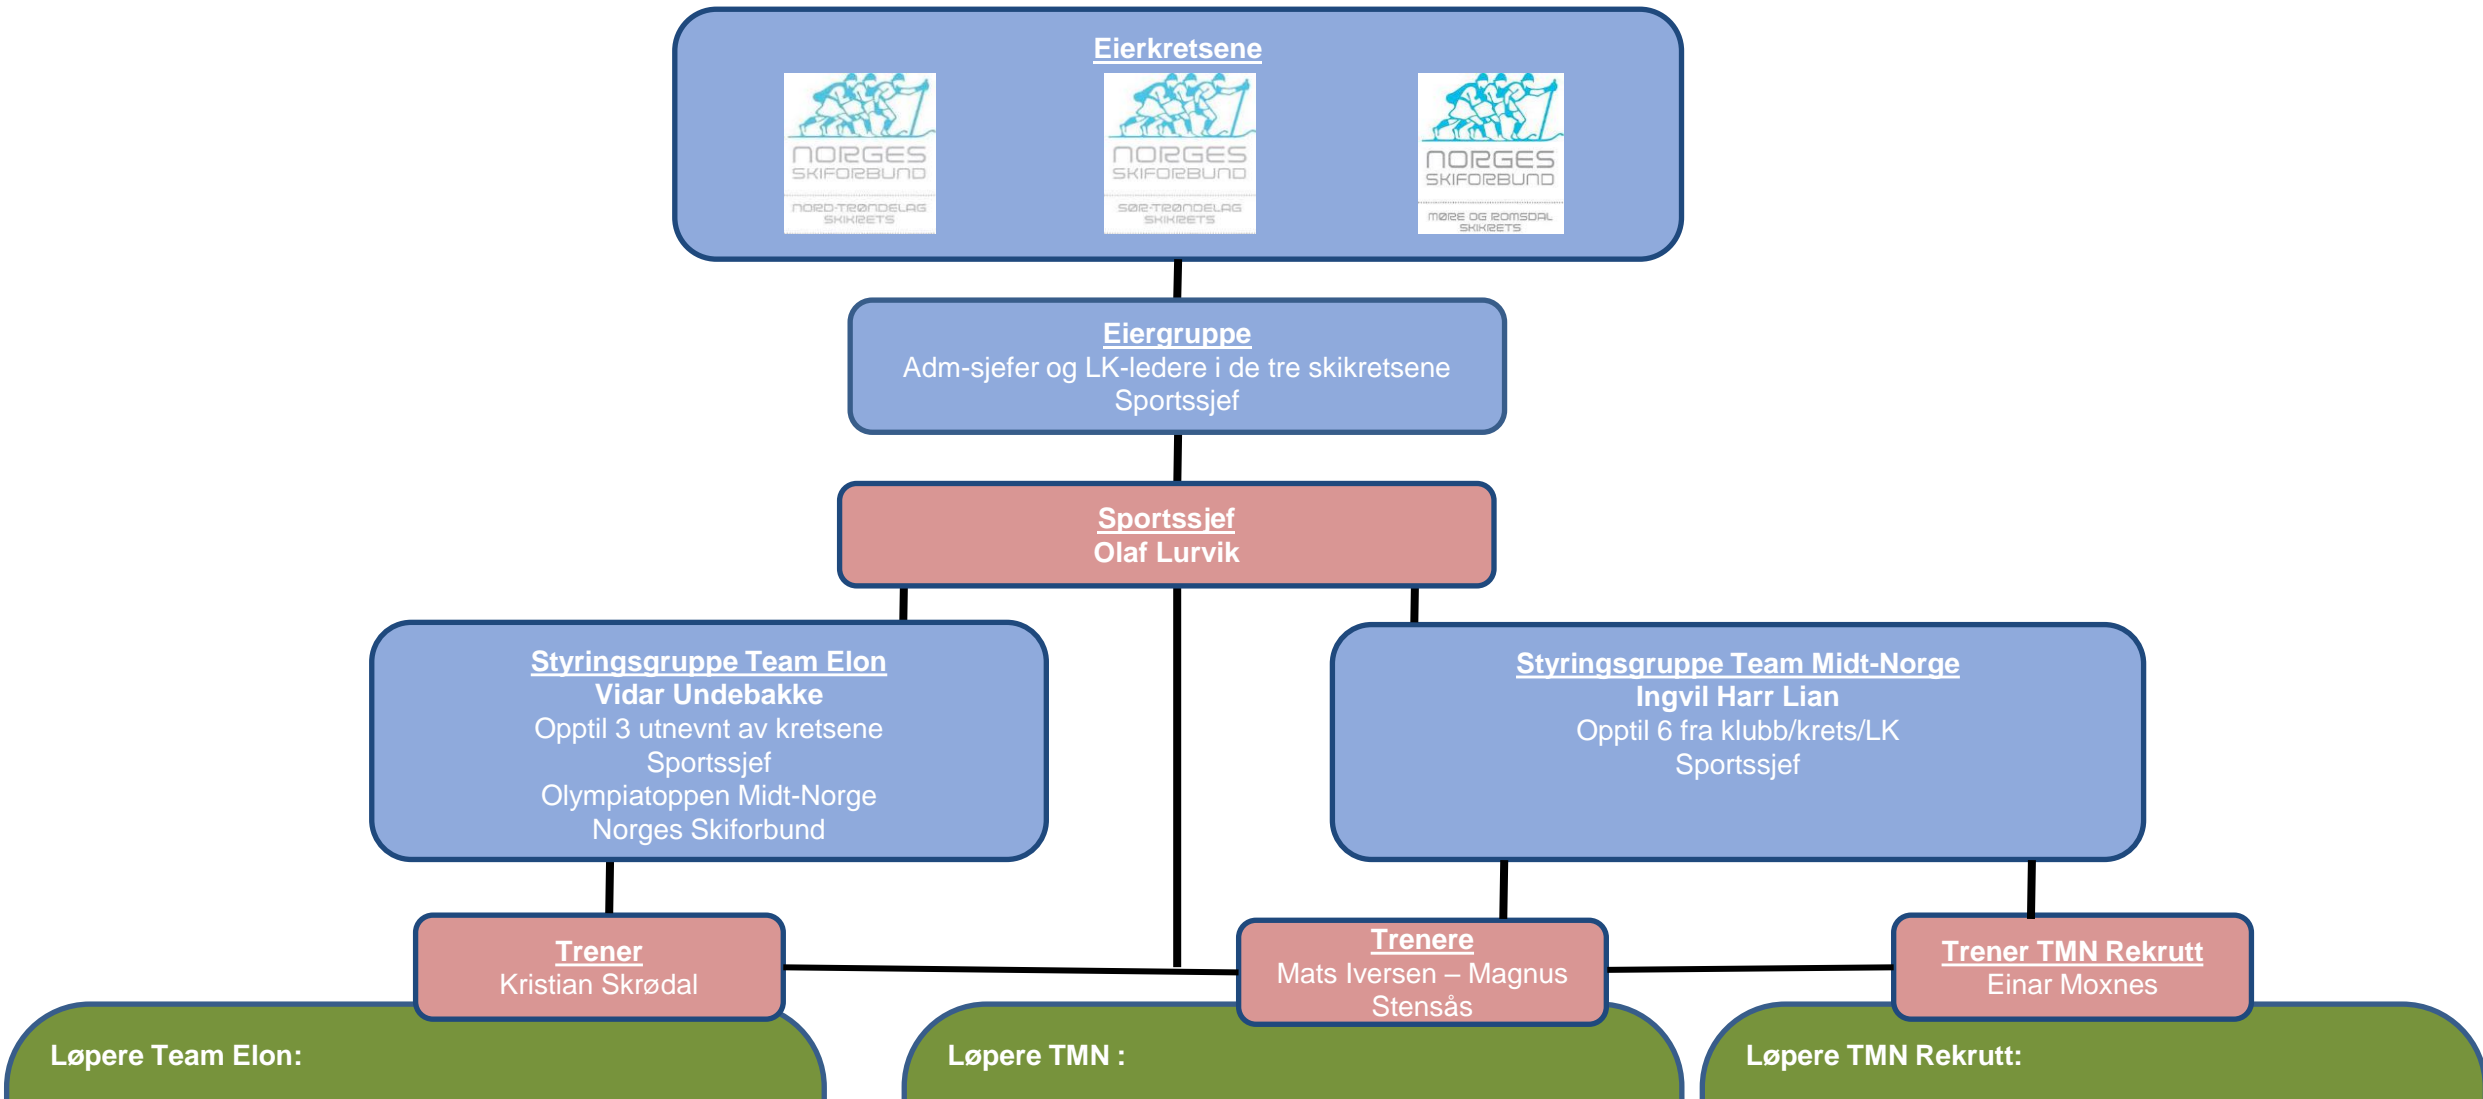 Eierkretsene
NORGES
SKIFORBUND
NORD-TRØNDELAG
SKIKRETS
NORGES
SKIFORBUND
SØR-TRØNDELAG
SKIKRETS
NORGES
SKIFORBUND
MØRE OG ROMSDAL
SKIKRETS
Eiergruppe
Adm-sjefer og LK-ledere i de tre skikretsene
Sportssjef
Sportssjef
Olaf Lurvik
Styringsgruppe Team Elon
Vidar Undebakke
Opptil 3 utnevnt av kretsene
Sportssjef
Olympiatoppen Midt-Norge
Norges Skiforbund
Styringsgruppe Team Midt-Norge
Ingvil Harr Lian
Opptil 6 fra klubb/krets/LK
Sportssjef
Trener
Kristian Skrødal
Trenere
Mats Iversen – Magnus
Stensås
Trener TMN Rekrutt
Einar Moxnes
Løpere Team Elon:
Løpere TMN :
Løpere TMN Rekrutt: